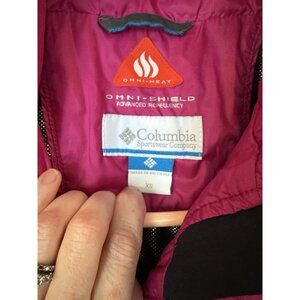 OMNI-HEAT
OMNI-SHIELD
ADVANCED REPELLENCY
Columbia
Sportswear Company
XS